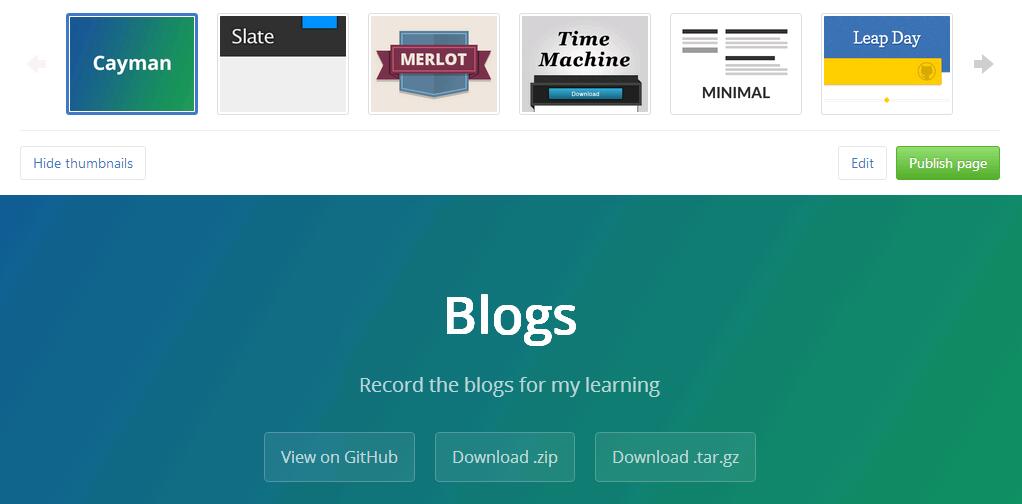 Cayman
Slate
MERLOT
Time
Machine
Download
MINIMAL
Leap Day
Hide thumbnails
Edit
Publish page
Blogs
Record the blogs for my learning
View on GitHub
Download .zip
Download .tar.gz